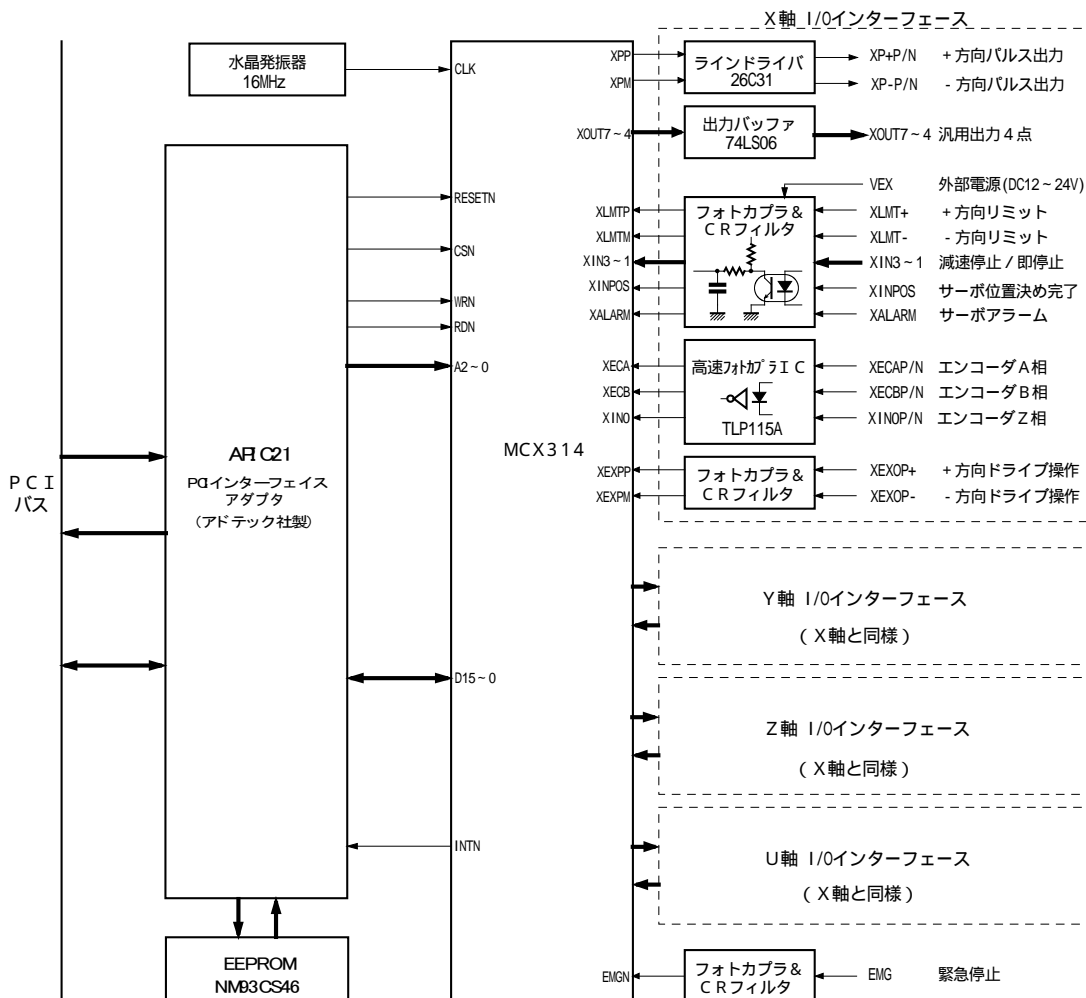 X軸 I/Oインターフェース
水晶発振器
16MHz
CLK
XPP
XPM
ラインドライバ
26C31
XP+P/N +方向パルス出力
XP-P/N -方向パルス出力
XOUT7~4
出力バッファ
74LS06
XOUT7~4 汎用出力4点
RESETN
CSN
WRN
RDN
A2~0
VEX 外部電源(DC12~24V)
XLMTP
XLMTM
XIN3~1
XINPOS
XALARM
フォトカプラ&
CRフィルタ
XLMT+ +方向リミット
XLMT- -方向リミット
XIN3~1 減速停止/即停止
XINPOS サーボ位置決め完了
XALARM サーボアラーム
XECA
XECB
XIN0
高速フォトカプラIC
TLP115A
XECAP/N エンコーダA相
XECBP/N エンコーダB相
XIN0P/N エンコーダZ相
MCX314
PCI
バス
APIC21
PCIインターフェイス
アダプタ
(アドテック社製)
XEXPP
XEXPM
フォトカプラ&
CRフィルタ
XEXOP+ +方向ドライブ操作
XEXOP- -方向ドライブ操作
Y軸 I/Oインターフェース
(X軸と同様)
D15~0
Z軸 I/Oインターフェース
(X軸と同様)
INTN
U軸 I/Oインターフェース
(X軸と同様)
EEPROM
NM93CS46
EMGN
フォトカプラ&
CRフィルタ
EMG 緊急停止